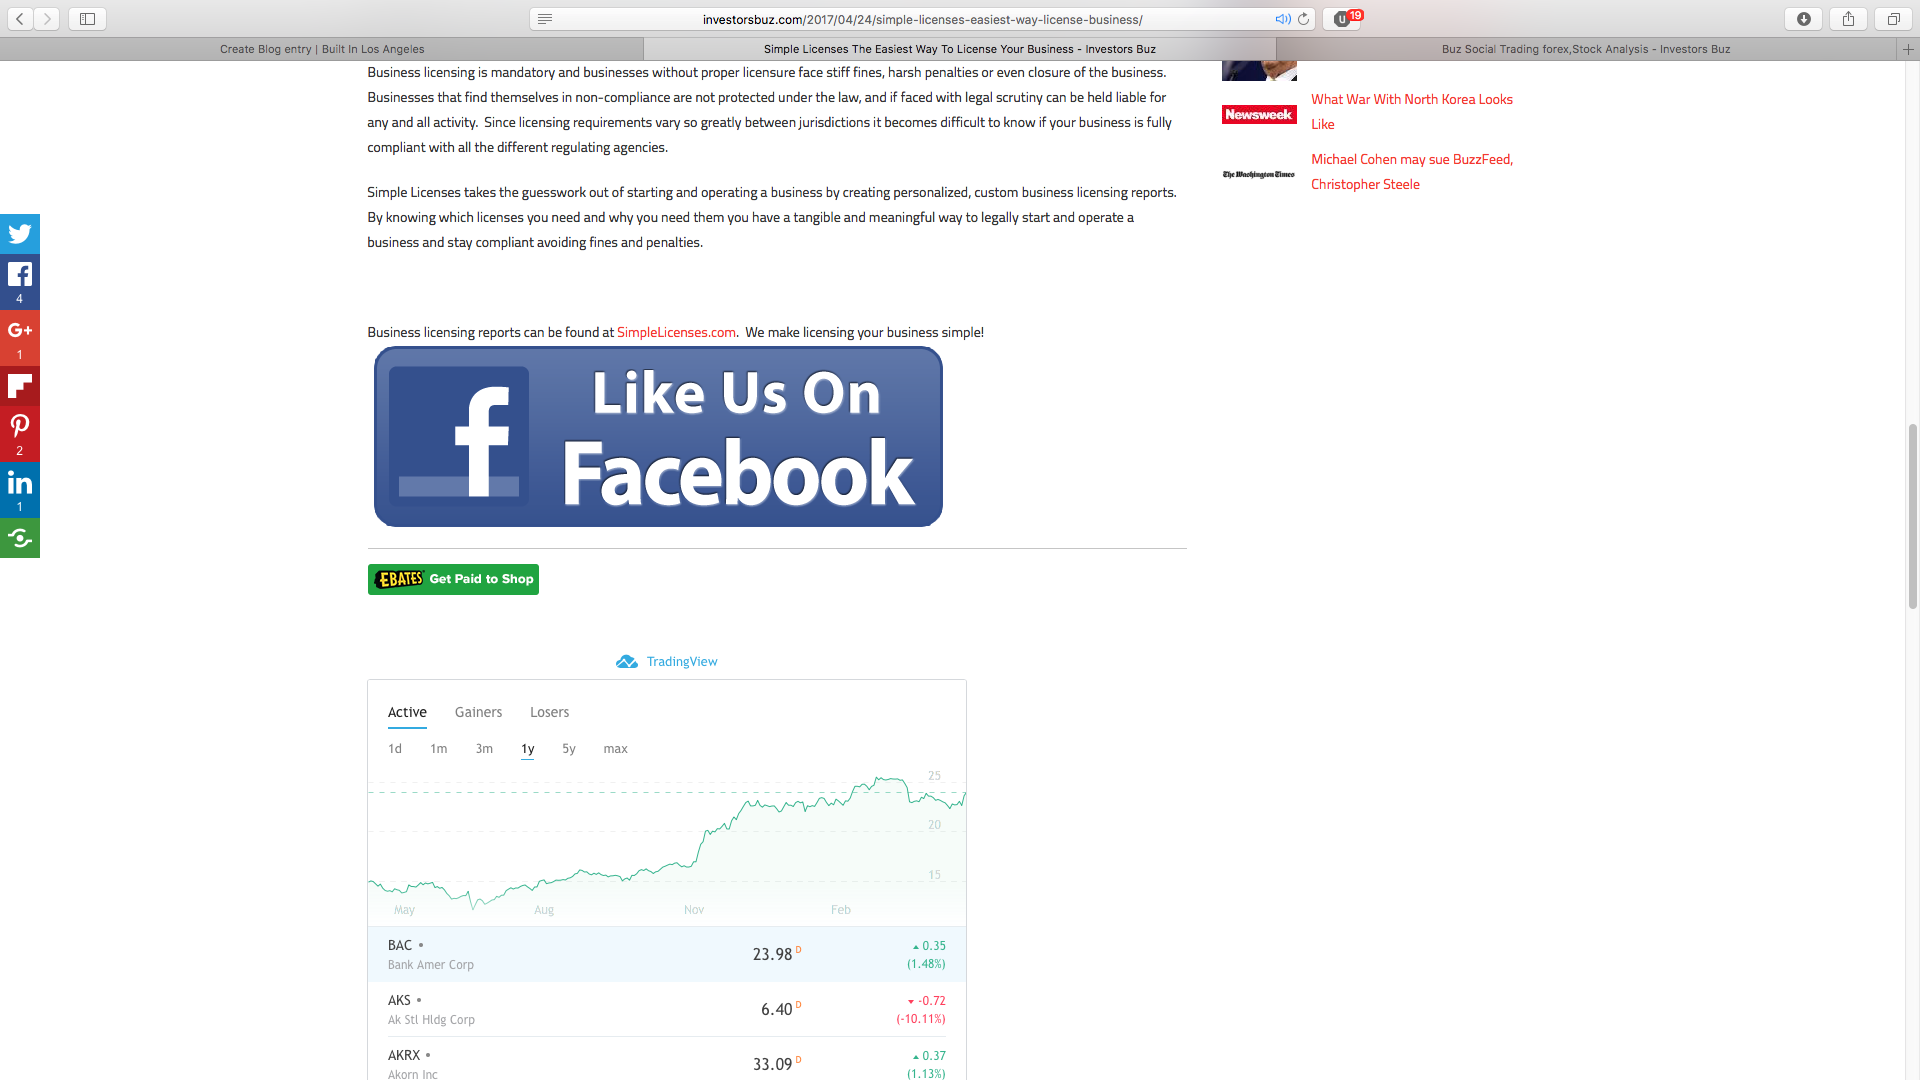 investorsbuz.com/2017/04/24/simple-licenses-easiest-way-license-business/
U 19
Create Blog entry | Built In Los Angeles
Simple Licenses The Easiest Way To License Your Business - Investors Buz
Buz Social Trading forex,Stock Analysis - Investors Buz
Business licensing is mandatory and businesses without proper licensure face stiff fines, harsh penalties or even closure of the business.
Businesses that find themselves in non-compliance are not protected under the law, and if faced with legal scrutiny can be held liable for
any and all activity.  Since licensing requirements vary so greatly between jurisdictions it becomes difficult to know if your business is fully
compliant with all the different regulating agencies.
Simple Licenses takes the guesswork out of starting and operating a business by creating personalized, custom business licensing reports.
By knowing which licenses you need and why you need them you have a tangible and meaningful way to legally start and operate a
business and stay compliant avoiding fines and penalties.
Business licensing reports can be found at SimpleLicenses.com.  We make licensing your business simple!
Like Us On
Facebook
EBATES Get Paid to Shop
TradingView
Active Gainers Losers
1d 1m 3m 1y 5y max
25
20
15
May Aug Nov Feb
BAC • 23.98 D ▲ 0.35
Bank Amer Corp (1.48%)
AKS • 6.40 D ▼ -0.72
Ak Stl Hldg Corp (-10.11%)
AKRX • 33.09 D ▲ 0.37
Akorn Inc (1.13%)
Newsweek
What War With North Korea Looks
Like
The Washington Times
Michael Cohen may sue BuzzFeed,
Christopher Steele
4
G+
1
2
in
1